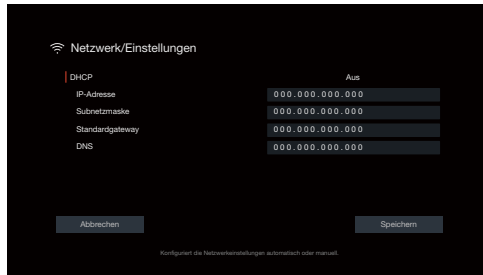 Netzwerk/Einstellungen
DHCP Aus
IP-Adresse 000.000.000.000
Subnetzmaske 000.000.000.000
Standardgateway 000.000.000.000
DNS 000.000.000.000
Abbrechen Speichern
Konfiguriert die Netzwerkeinstellungen automatisch oder manuell.